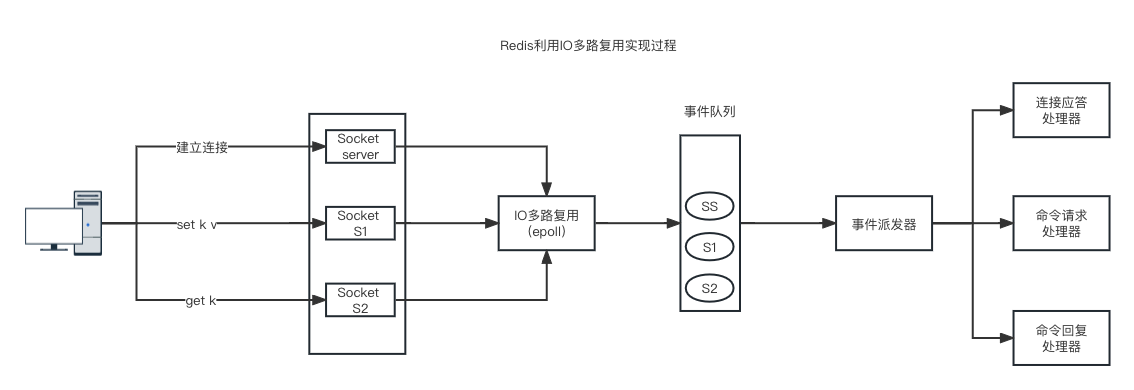 Redis利用IO多路复用实现过程
建立连接
set k v
get k
Socket
server
Socket
S1
Socket
S2
IO多路复用
（epoll）
事件队列
SS
S1
S2
事件派发器
连接应答
处理器
命令请求
处理器
命令回复
处理器